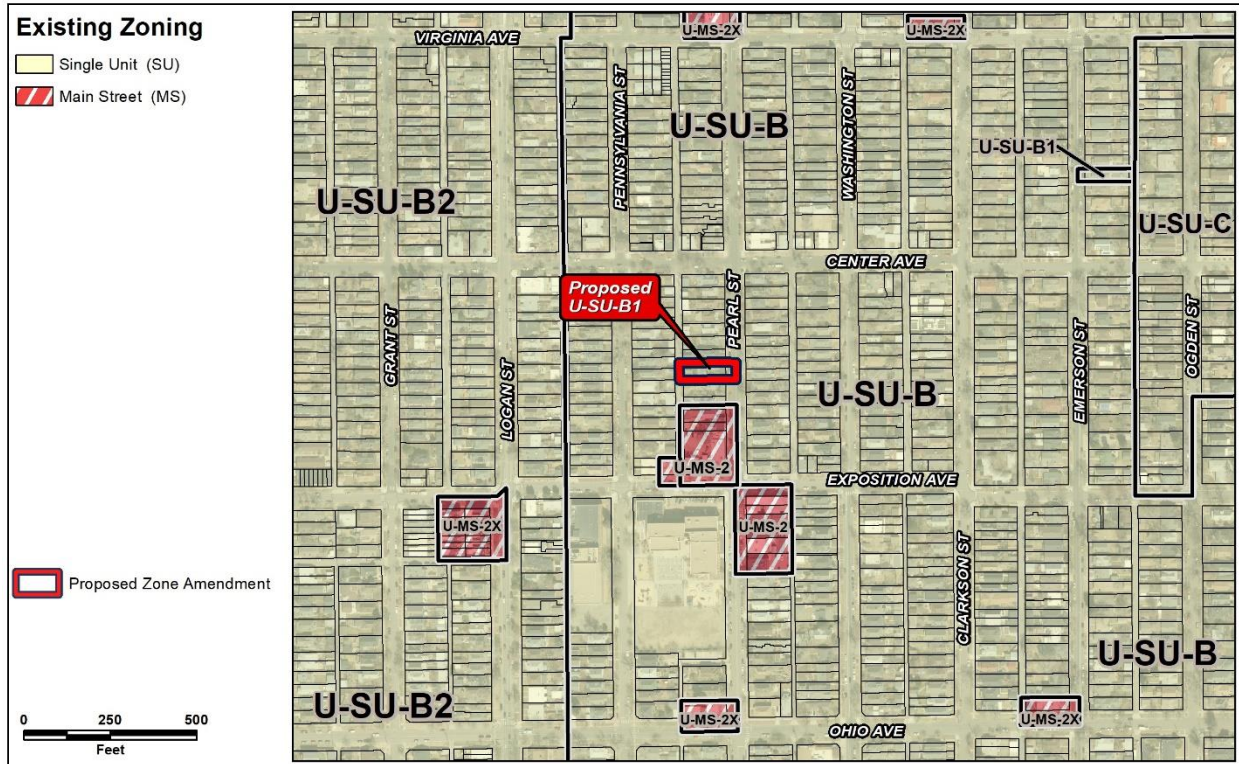 Existing Zoning
Single Unit (SU)
Main Street (MS)
Proposed Zone Amendment
0 250 500
Feet
VIRGINIA AVE
U-MS-2X
U-MS-2X
PENNSYLVANIA ST
U-SU-B
WASHINGTON ST
U-SU-B1
U-SU-B2
U-SU-C
CENTER AVE
Proposed
U-SU-B1
PEARL ST
GRANT ST
LOGAN ST
U-SU-B
EMERSON ST
OGDEN ST
U-MS-2
EXPOSITION AVE
U-MS-2X
U-MS-2
CLARKSON ST
U-SU-B
U-SU-B2
U-MS-2X
U-MS-2X
OHIO AVE